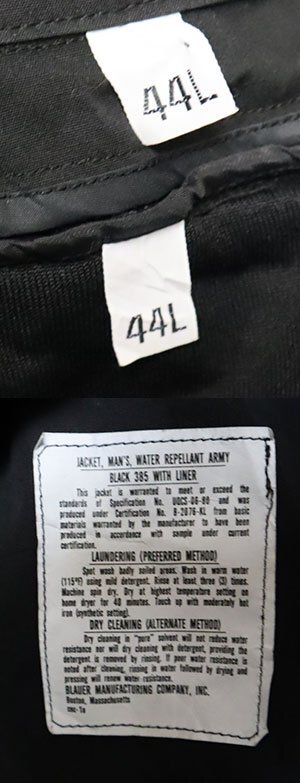 44L
44L
JACKET, MAN'S, WATER REPELLANT ARMY
BLACK 385 WITH LINER
This jacket is warranted to meet or exceed the
standards of Specification No. UQCS-06-80 and was
produced under Certification No. B-2076-XL from basic
materials warranted by the manufacturer to have been
produced in accordance with sample under current
certification.
LAUNDERING (PREFERRED METHOD)
Spot wash badly soiled areas. Wash in warm water
(115°F) using mild detergent. Rinse at least three (3) times.
Machine spin dry. Dry at highest temperature setting on
home dryer for 40 minutes. Touch up with moderately hot
iron (synthetic setting).
DRY CLEANING (ALTERNATE METHOD)
Dry cleaning in "pure" solvent will not reduce water
resistance nor will dry cleaning with detergent, providing the
detergent is removed by rinsing. If poor water resistance is
noted after cleaning, rinsing in water followed by drying and
pressing will renew water-resistance.
BLAUER MANUFACTURING COMPANY, INC.
Boston, Massachusetts